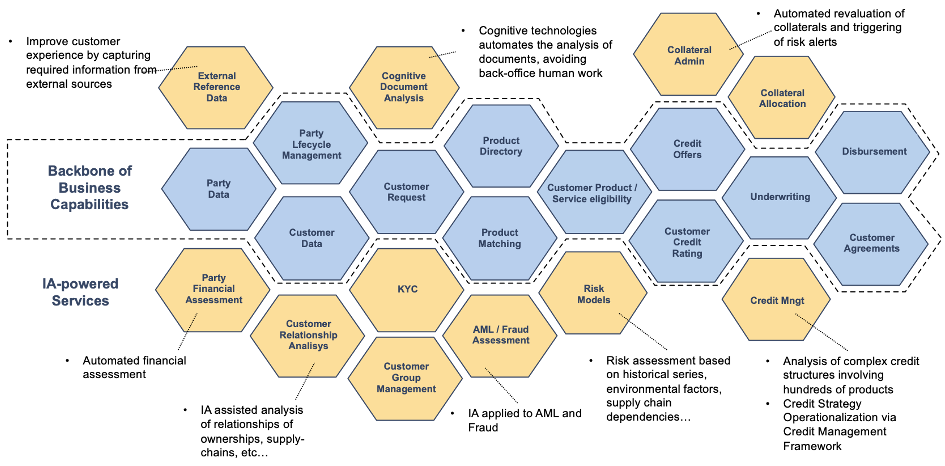 • Improve customer
experience by capturing
required information from
external sources
• Cognitive technologies
automates the analysis of
documents, avoiding
back-office human work
• Automated revaluation of
collaterals and triggering
of risk alerts
External
Reference
Data
Cognitive
Document
Analysis
Collateral
Admin
Collateral
Allocation
Party
Lfecycle
Management
Product
Directory
Credit
Offers
Disbursement
Backbone of
Business
Capabilities
Party
Data
Customer
Request
Customer Product /
Service eligibility
Underwriting
Customer
Data
Product
Matching
Customer
Credit
Rating
Customer
Agreements
IA-powered
Services
Party
Financial
Assessment
KYC
Risk
Models
Credit Mngt
Customer
Relationship
Analisys
AML / Fraud
Assessment
Customer
Group
Management
• Automated financial
assessment
• IA assisted analysis
of relationships of
ownerships, supply-
chains, etc…
• IA applied to AML and
Fraud
• Risk assessment based
on historical series,
environmental factors,
supply chain
dependencies…
• Analysis of complex credit
structures involving
hundreds of products
• Credit Strategy
Operationalization via
Credit Management
Framework